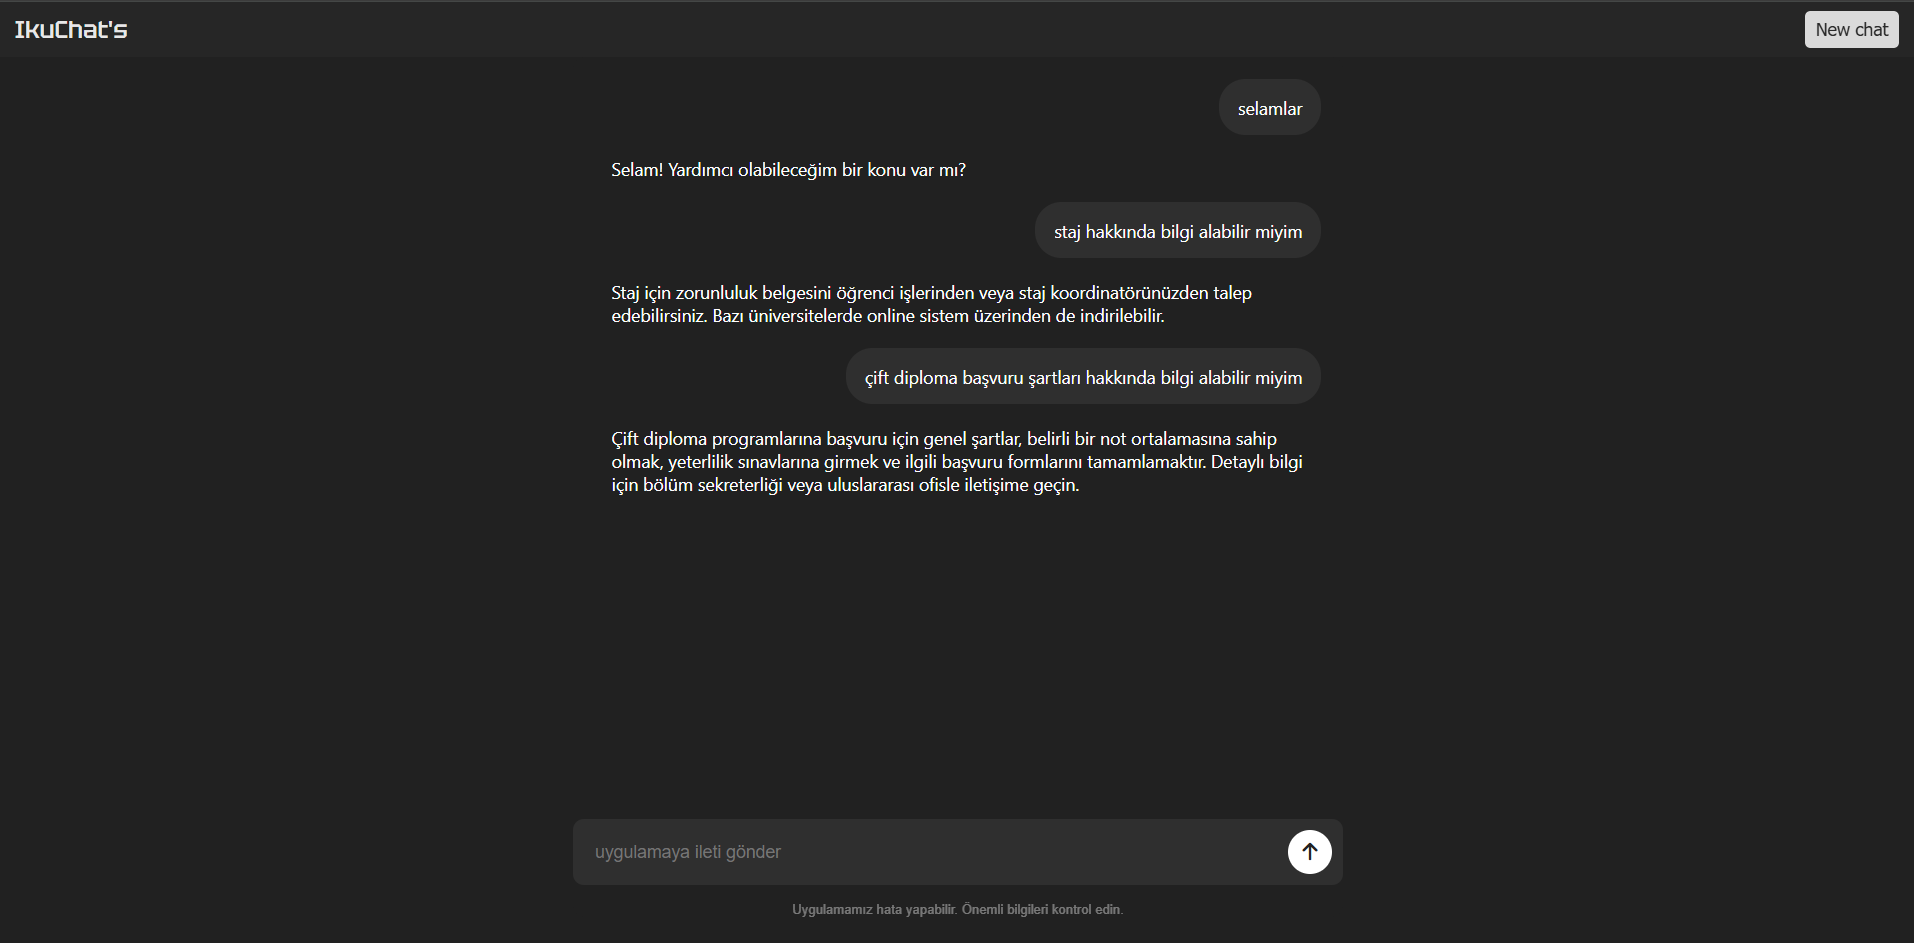 IkuChat's
New chat
selamlar
Selam! Yardımcı olabileceğim bir konu var mı?
staj hakkında bilgi alabilir miyim
Staj için zorunluluk belgesini öğrenci işlerinden veya staj koordinatörünüzden talep
edebilirsiniz. Bazı üniversitelerde online sistem üzerinden de indirilebilir.
çift diploma başvuru şartları hakkında bilgi alabilir miyim
Çift diploma programlarına başvuru için genel şartlar, belirli bir not ortalamasına sahip
olmak, yeterlilik sınavlarına girmek ve ilgili başvuru formlarını tamamlamaktır. Detaylı bilgi
için bölüm sekreterliği veya uluslararası ofisle iletişime geçin.
uygulamaya ileti gönder
Uygulamamız hata yapabilir. Önemli bilgileri kontrol edin.